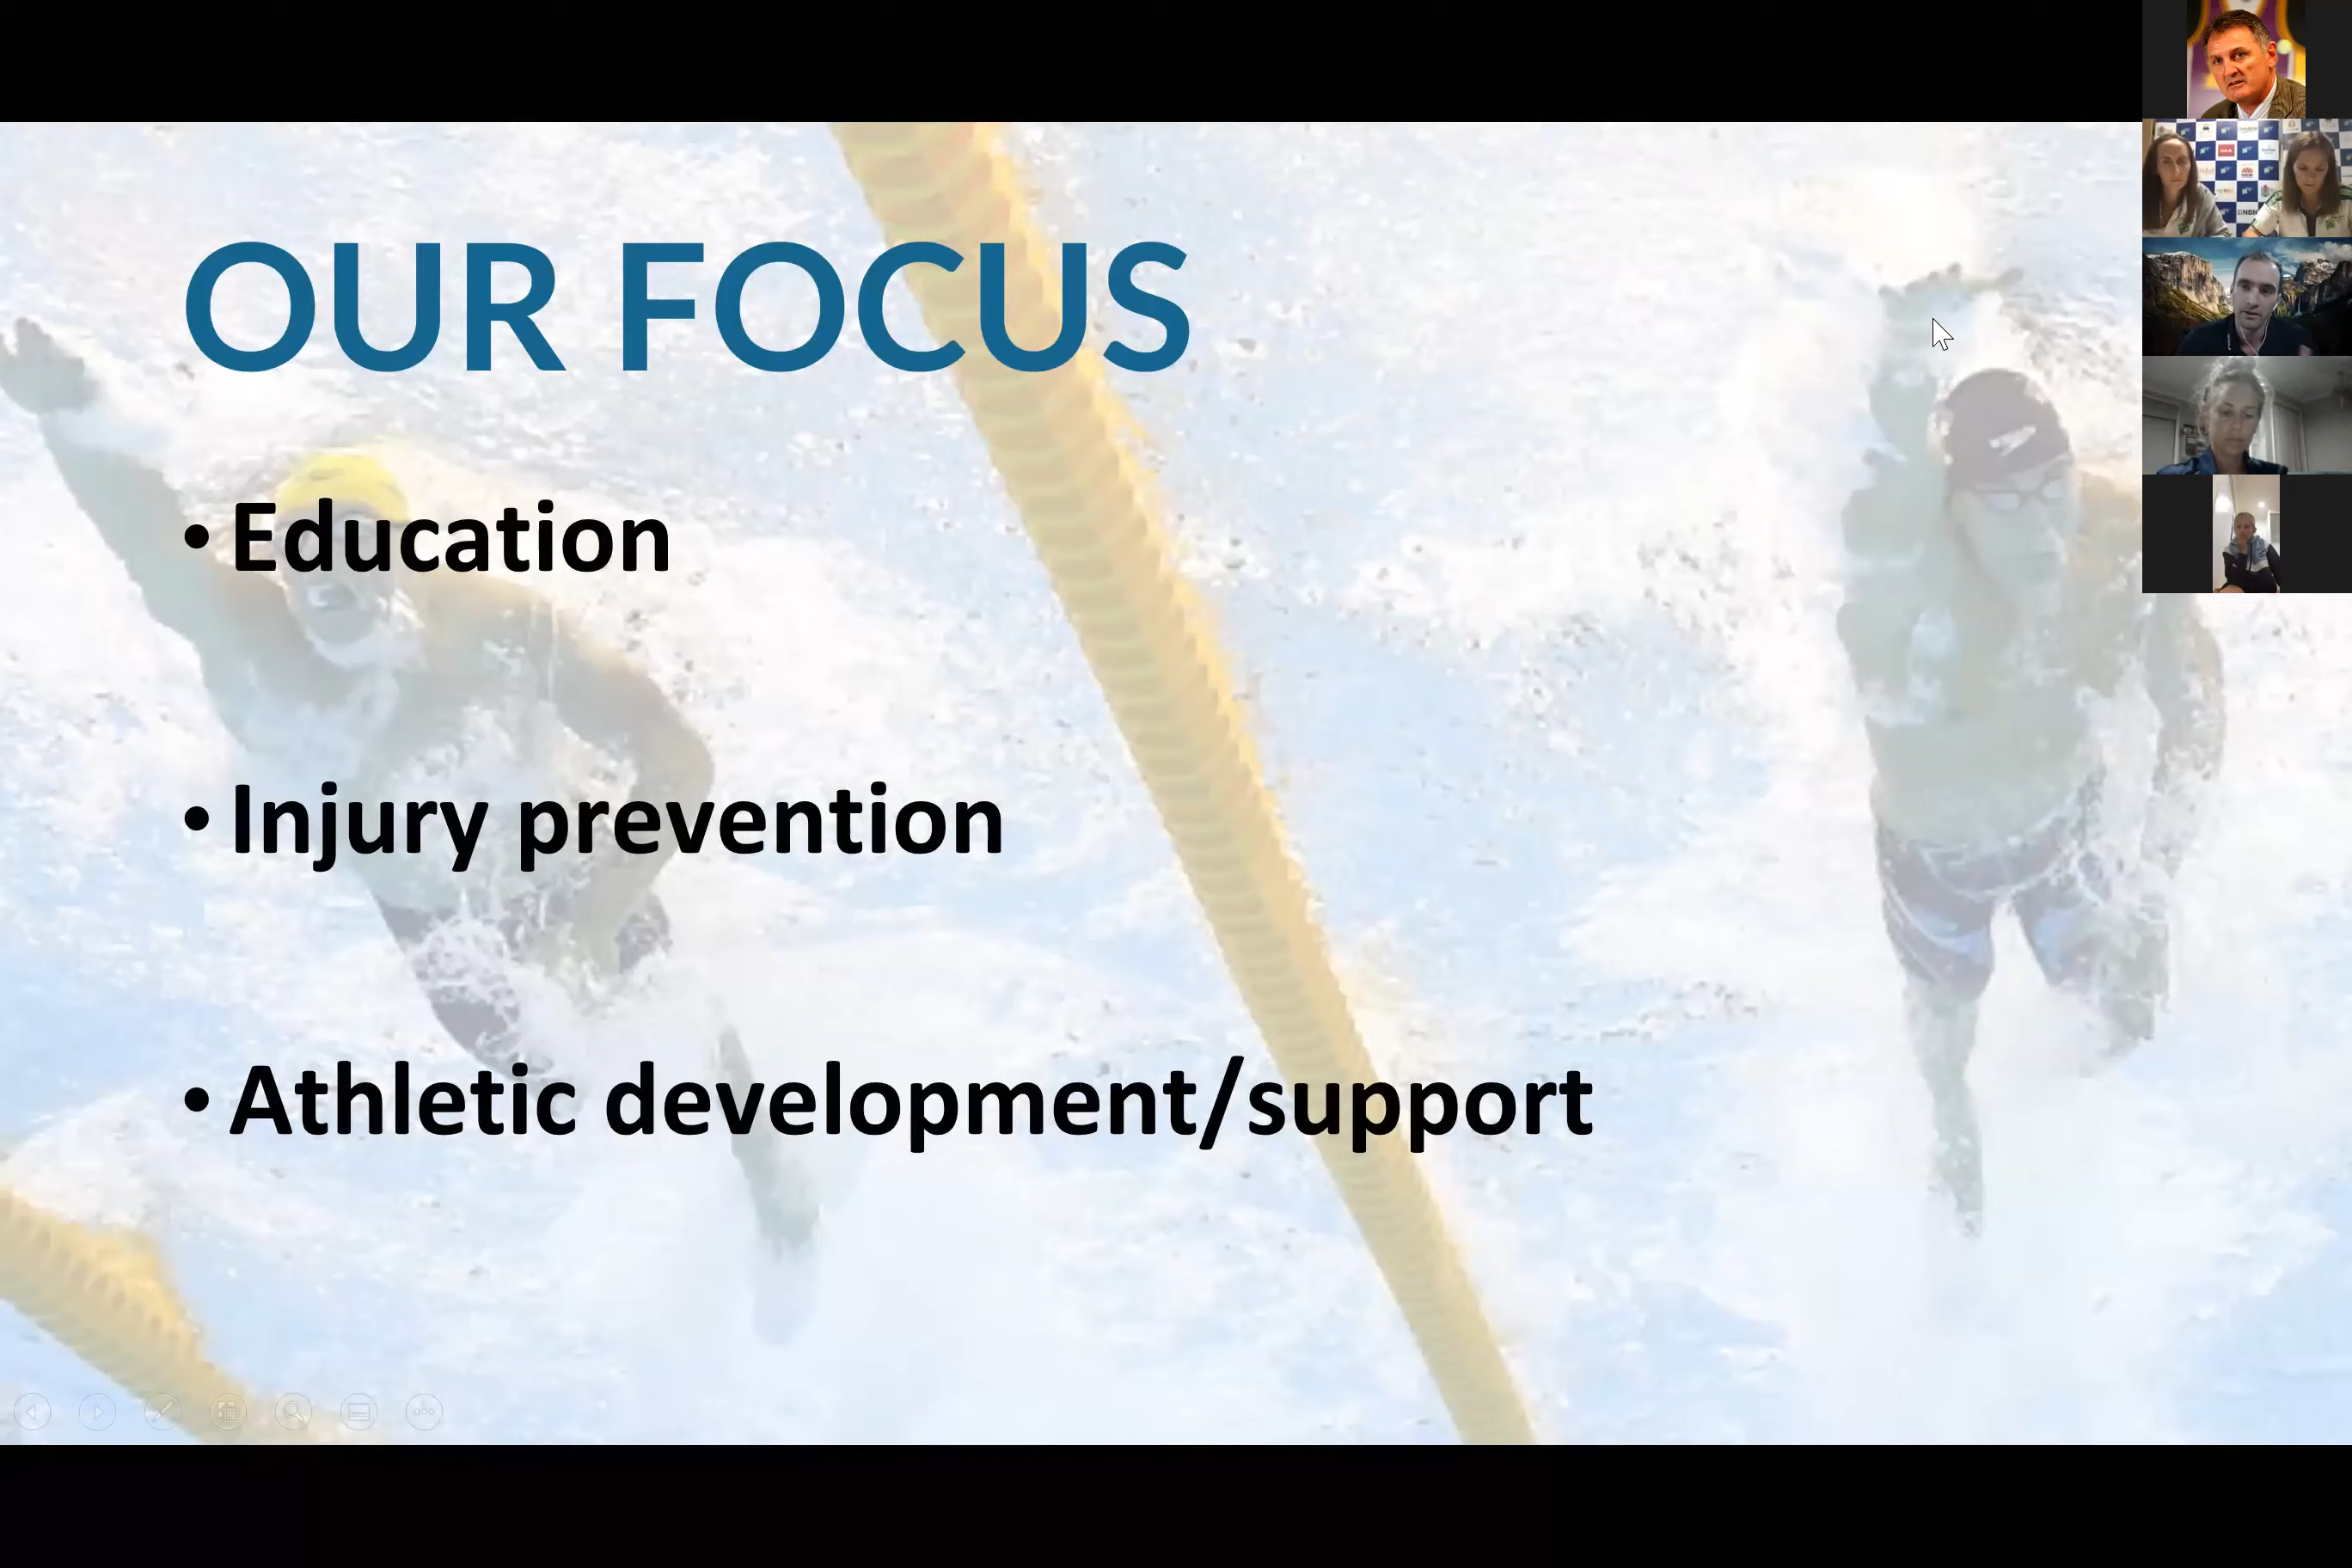 OUR FOCUS
• Education
• Injury prevention
• Athletic development/support